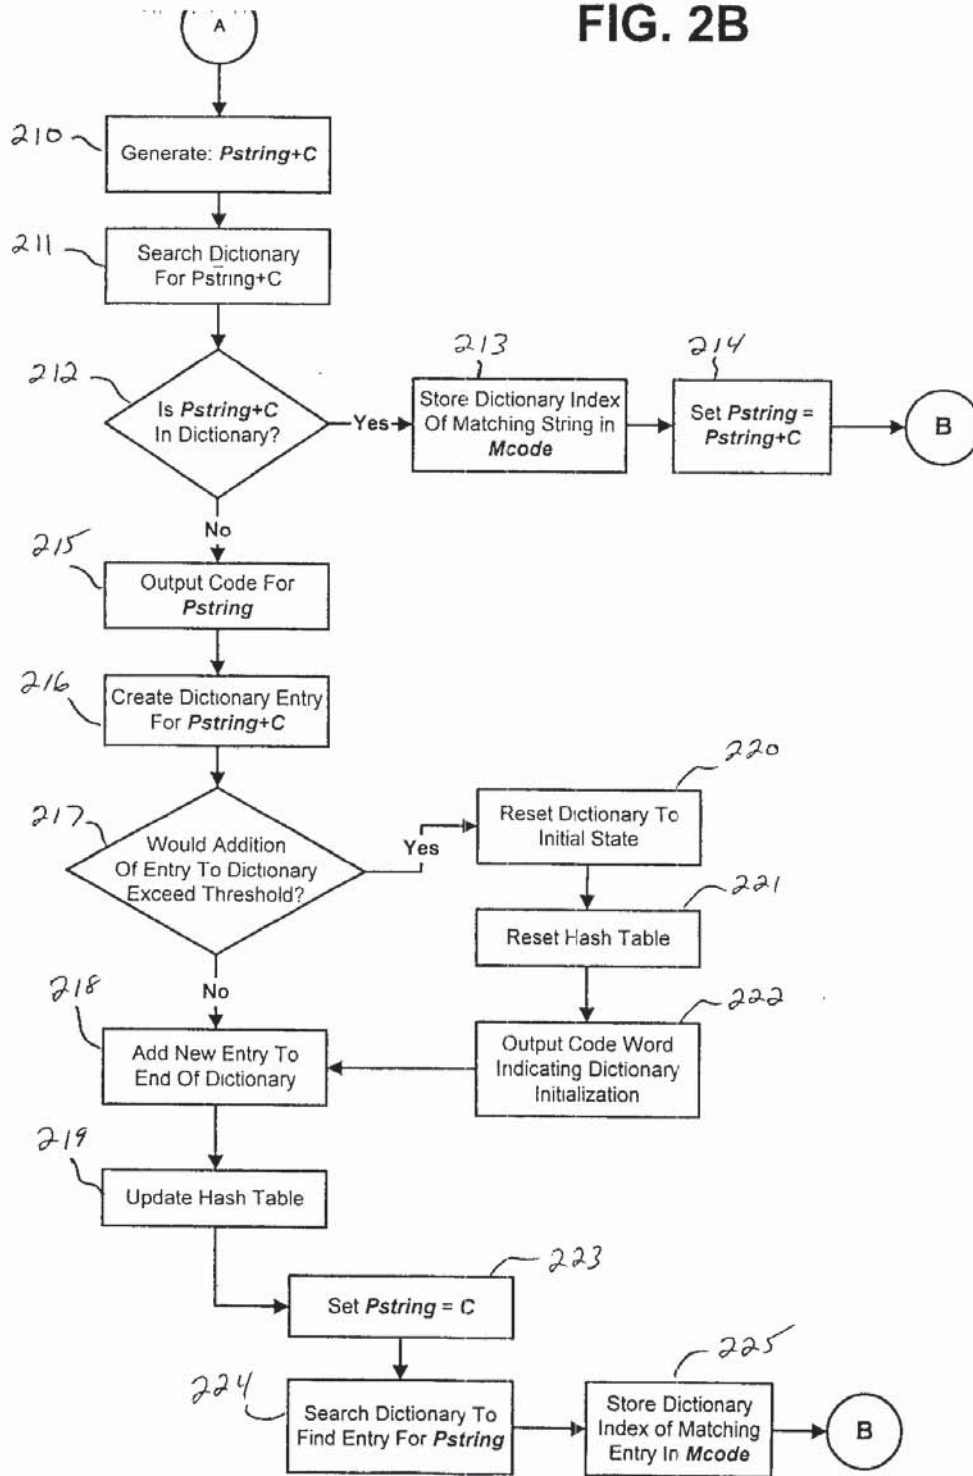 FIG. 2B
A
210
Generate: Pstring+C
211
Search Dictionary
For Pstring+C
212
Is Pstring+C
In Dictionary?
Yes
213
Store Dictionary Index
Of Matching String in
Mcode
214
Set Pstring =
Pstring+C
B
No
215
Output Code For
Pstring
216
Create Dictionary Entry
For Pstring+C
217
Would Addition
Of Entry To Dictionary
Exceed Threshold?
Yes
220
Reset Dictionary To
Initial State
221
Reset Hash Table
222
Output Code Word
Indicating Dictionary
Initialization
No
218
Add New Entry To
End Of Dictionary
219
Update Hash Table
223
Set Pstring = C
224
Search Dictionary To
Find Entry For Pstring
225
Store Dictionary
Index of Matching
Entry In Mcode
B